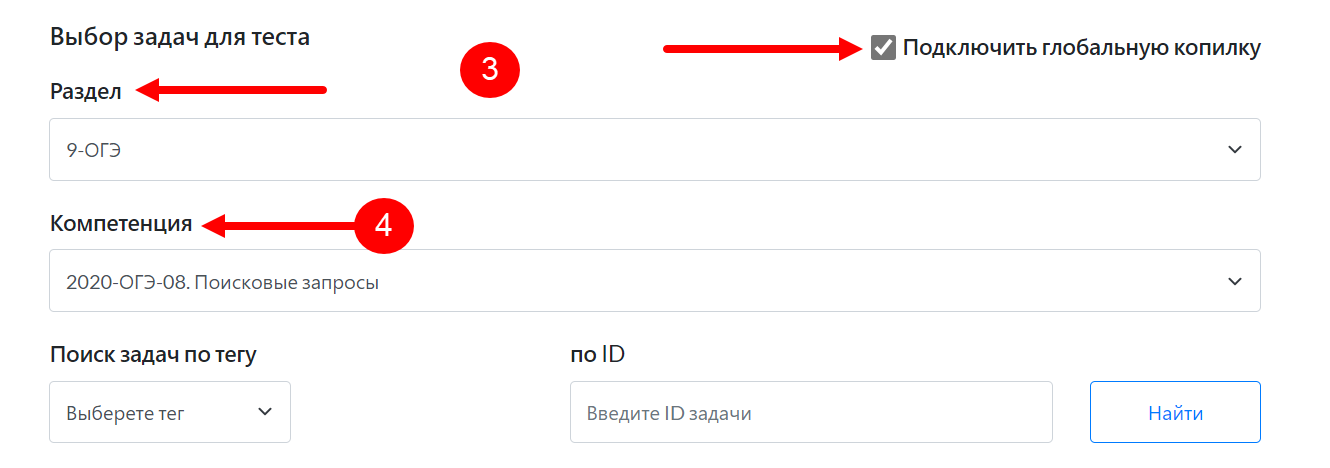 Выбор задач для теста
3
Подключить глобальную копилку
Раздел
9-ОГЭ
Компетенция
4
2020-ОГЭ-08. Поисковые запросы
Поиск задач по тегу
по ID
Выберете тег
Введите ID задачи
Найти